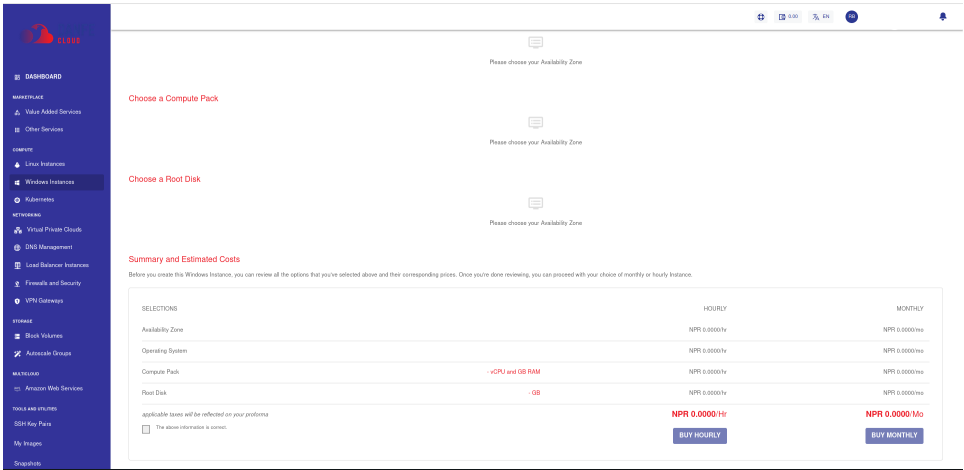 CLOUD
0.00
EN
RB
DASHBOARD
MARKETPLACE
Value Added Services
Other Services
COMPUTE
Linux Instances
Windows Instances
Kubernetes
NETWORKING
Virtual Private Clouds
DNS Management
Load Balancer Instances
Firewalls and Security
VPN Gateways
STORAGE
Block Volumes
Autoscale Groups
MULTICLOUD
Amazon Web Services
TOOLS AND UTILITIES
SSH Key Pairs
My Images
Snapshots
Please choose your Availability Zone
Choose a Compute Pack
Please choose your Availability Zone
Choose a Root Disk
Please choose your Availability Zone
Summary and Estimated Costs
Before you create this Windows Instance, you can review all the options that you've selected above and their corresponding prices. Once you're done reviewing, you can proceed with your choice of monthly or hourly Instance.
SELECTIONS HOURLY MONTHLY
Availability Zone NPR 0.0000/hr NPR 0.0000/mo
Operating System NPR 0.0000/hr NPR 0.0000/mo
Compute Pack - vCPU and GB RAM NPR 0.0000/hr NPR 0.0000/mo
Root Disk GB NPR 0.0000/hr NPR 0.0000/mo
applicable taxes will be reflected on your proforma NPR 0.0000/Hr NPR 0.0000/Mo
The above information is correct.
BUY HOURLY BUY MONTHLY